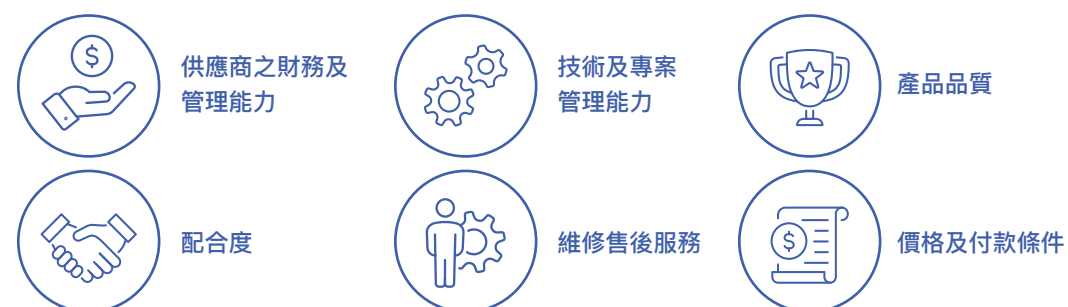 供應商之財務及
管理能力
技術及專案
管理能力
產品品質
配合度
維修售後服務
價格及付款條件
$
$